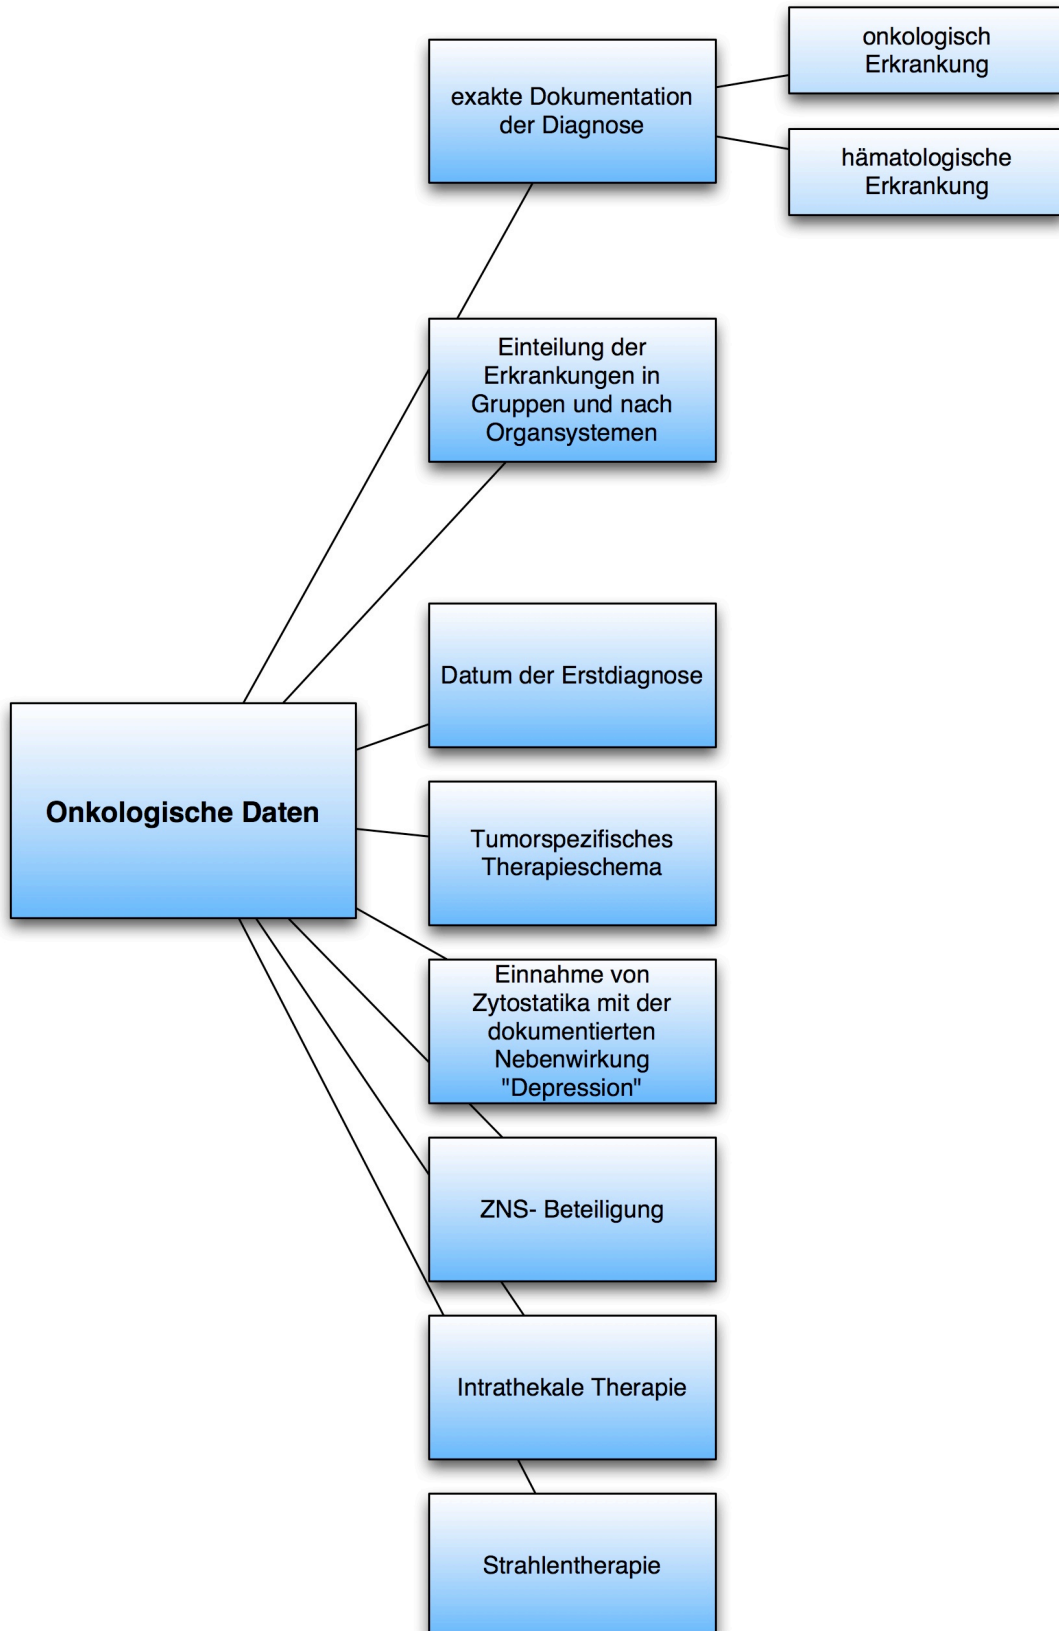 onkologisch
Erkrankung
exakte Dokumentation
der Diagnose
hämatologische
Erkrankung
Einteilung der
Erkrankungen in
Gruppen und nach
Organsystemen
Datum der Erstdiagnose
Onkologische Daten
Tumorspezifisches
Therapieschema
Einnahme von
Zytostatika mit der
dokumentierten
Nebenwirkung
"Depression"
ZNS- Beteiligung
Intrathekale Therapie
Strahlentherapie